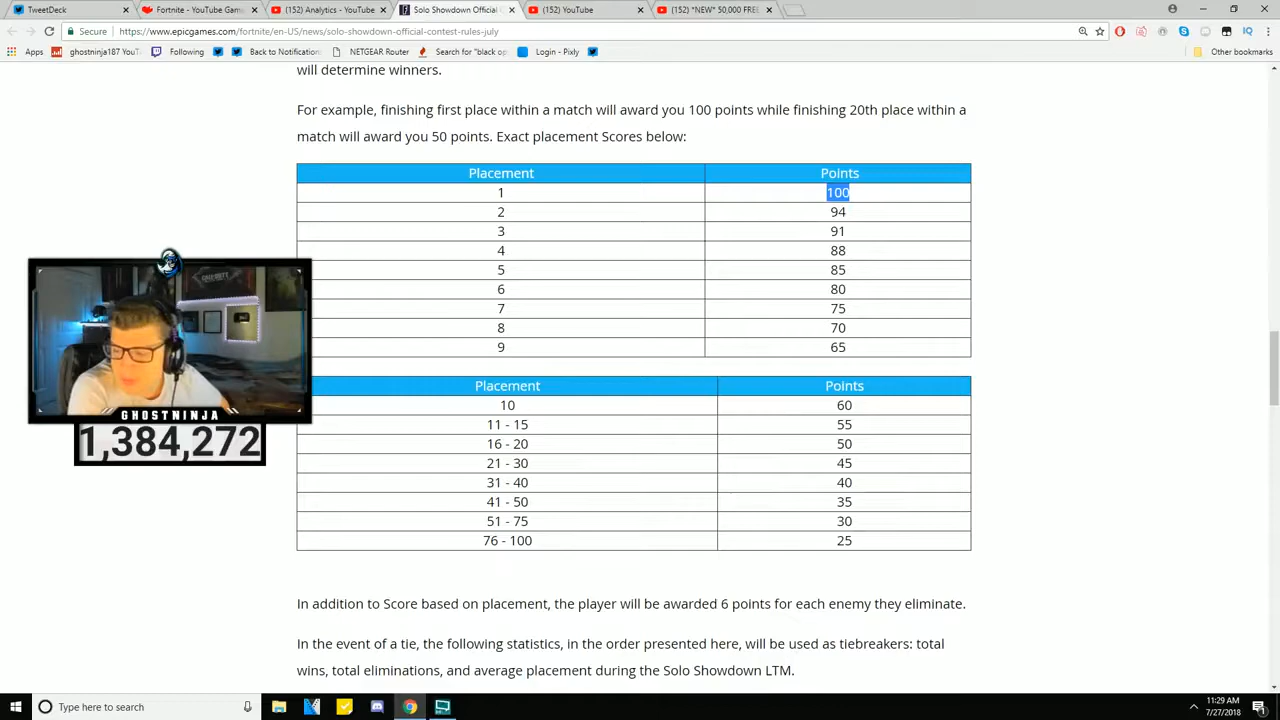 TweetDeck
Fortnite - YouTube Gam
(152) Analytics - YouTube
Solo Showdown Official
(152) YouTube
(152) *NEW* 50,000 FREE
Secure
https://www.epicgames.com/fortnite/en-US/news/solo-showdown-official-contest-rules-july
Apps
ghostninja187 YouT
Following
Back to Notification
NETGEAR Router
Search for "black op
Login - Pixly
Other bookmarks
will determine winners.
For example, finishing first place within a match will award you 100 points while finishing 20th place within a
match will award you 50 points. Exact placement Scores below:
Placement Points
1 100
2 94
3 91
4 88
5 85
6 80
7 75
8 70
9 65
Placement Points
10 60
11 - 15 55
16 - 20 50
21 - 30 45
31 - 40 40
41 - 50 35
51 - 75 30
76 - 100 25
GHOSTNINJA
1,384,272
In addition to Score based on placement, the player will be awarded 6 points for each enemy they eliminate.
In the event of a tie, the following statistics, in the order presented here, will be used as tiebreakers: total
wins, total eliminations, and average placement during the Solo Showdown LTM.
Type here to search
11:29 AM
7/27/2018